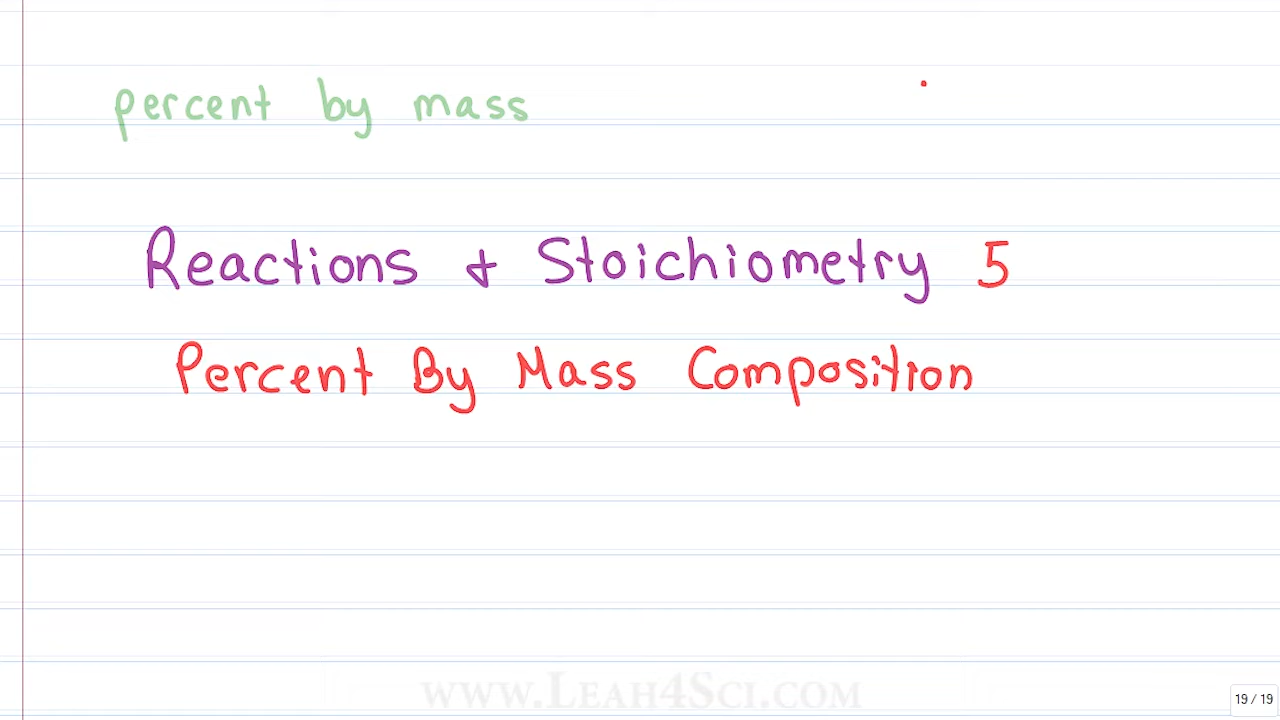 percent by mass
Reactions & Stoichiometry 5
Percent By Mass Composition
www.Leah4Sci.com
19 / 19